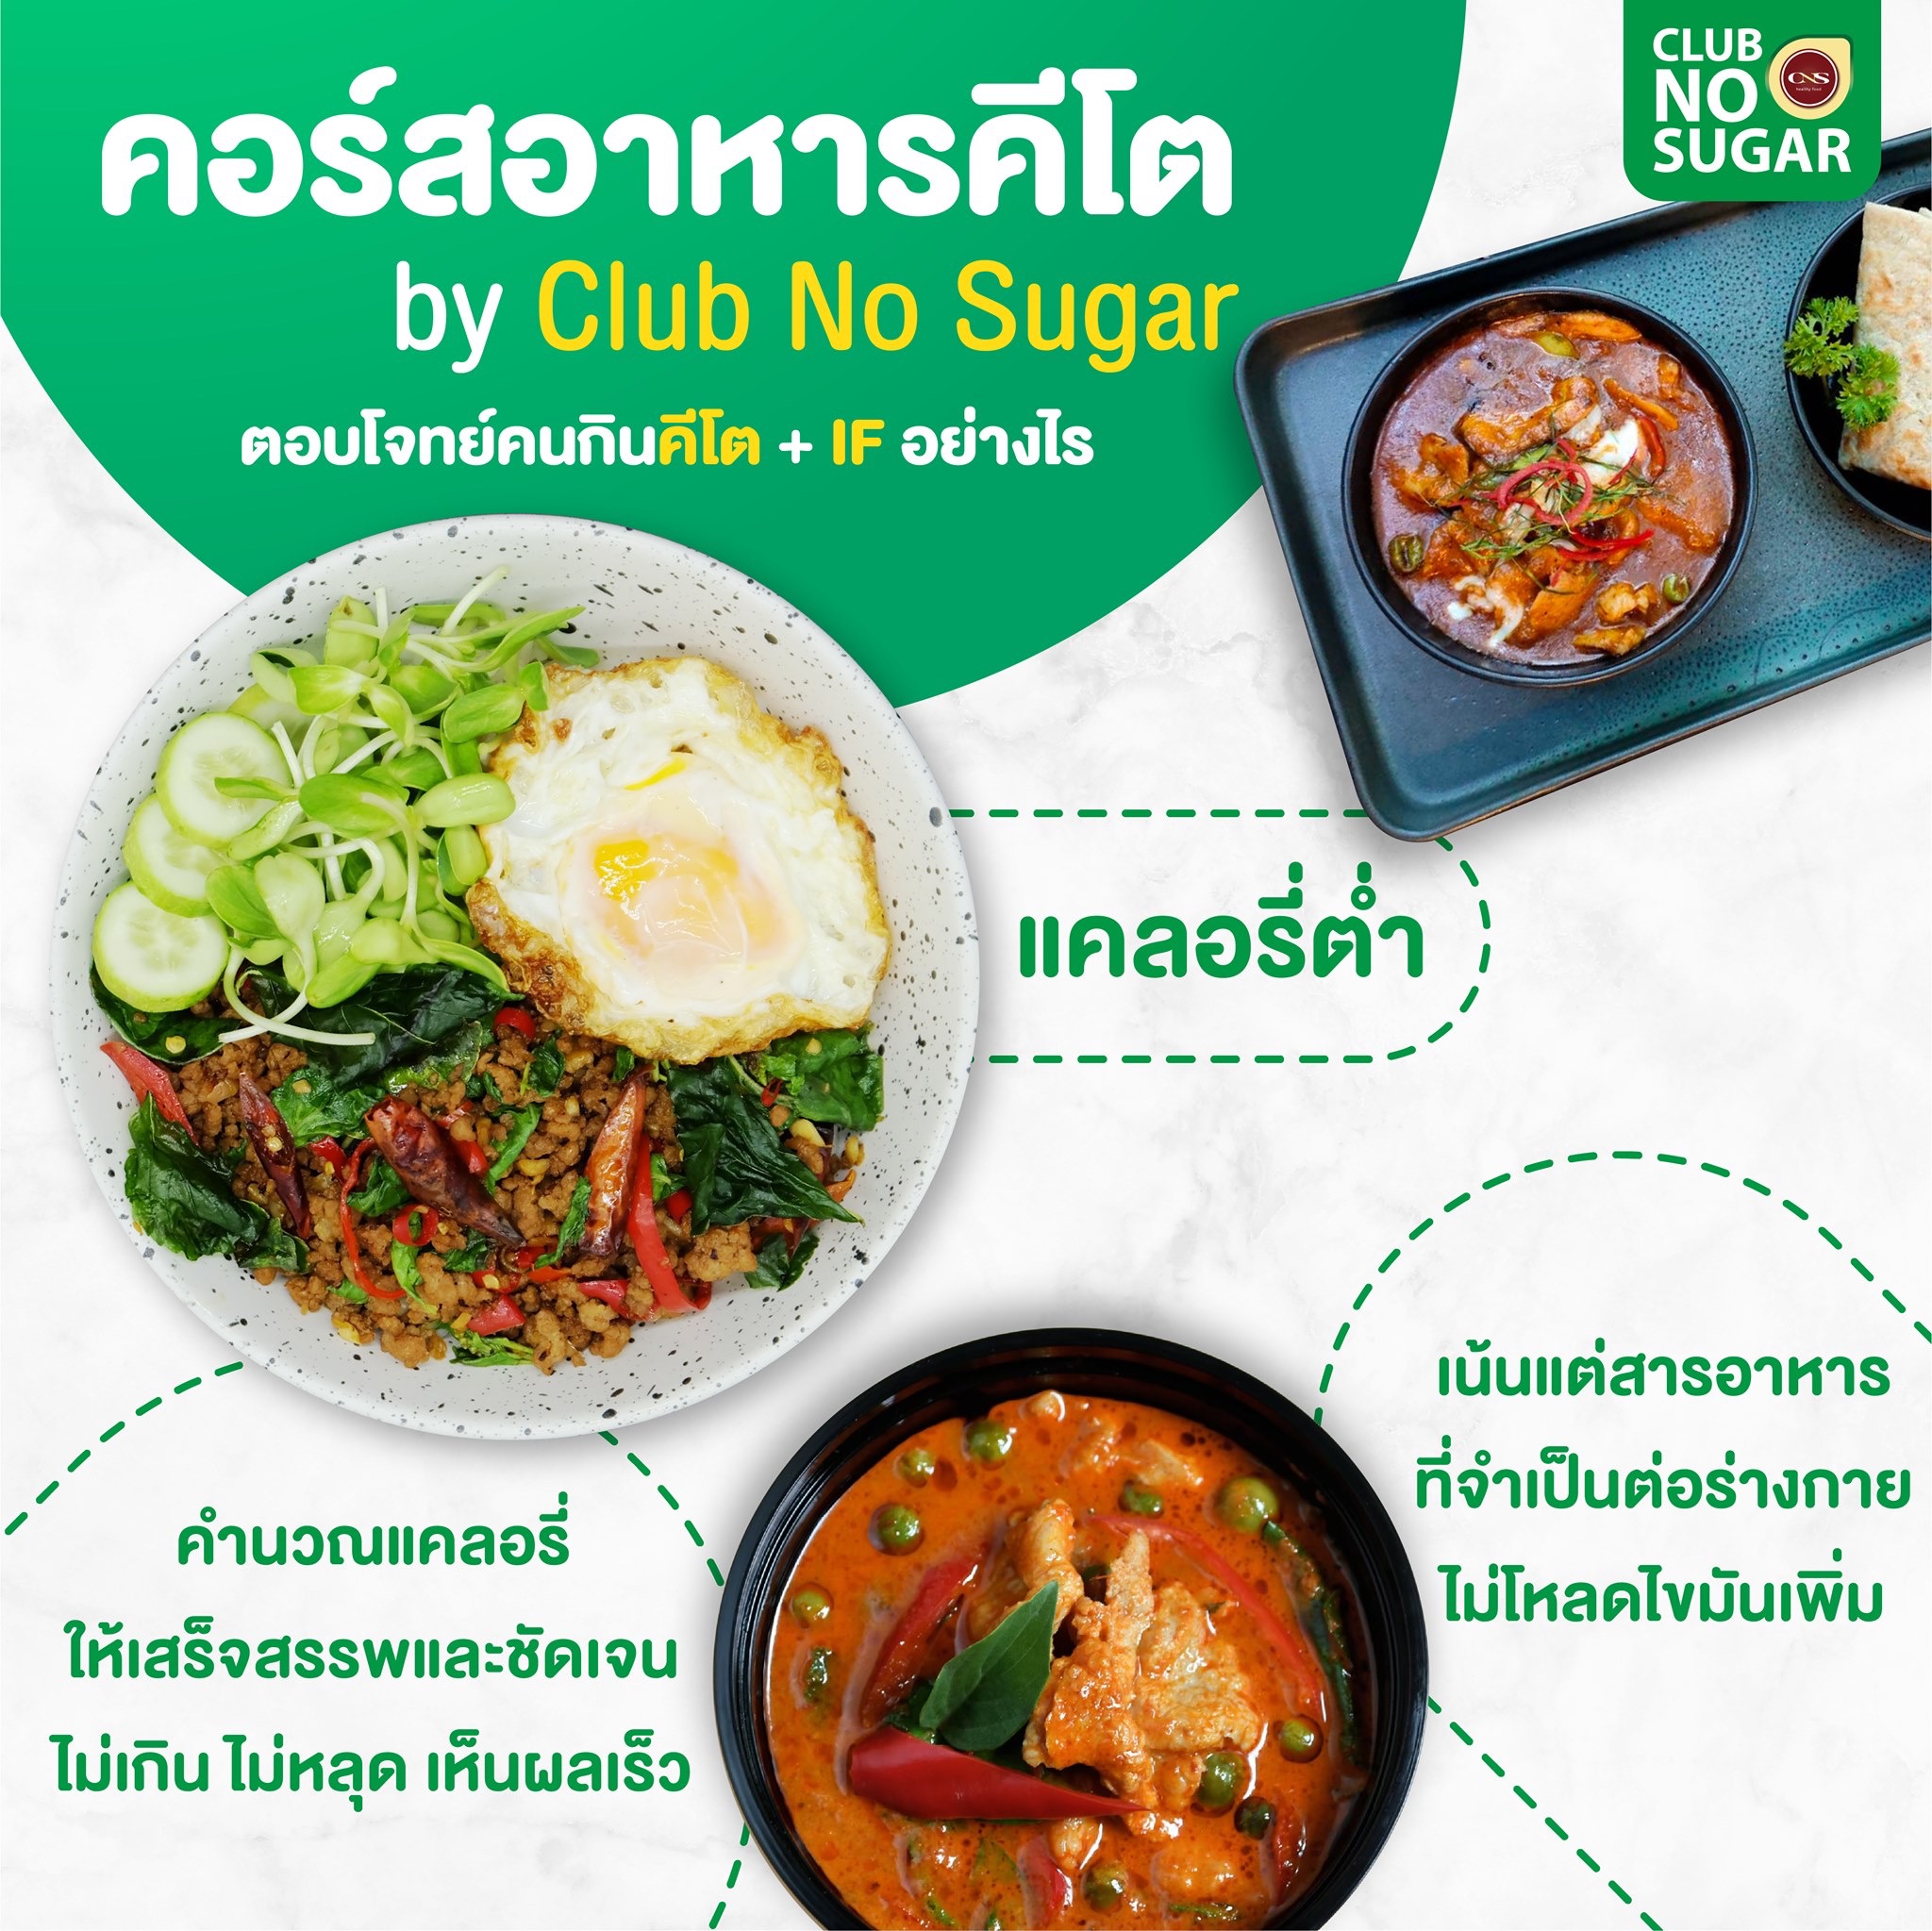 คอร์สอาหารคีโต
by Club No Sugar
ตอบโจทย์คนกินคีโต + IF อย่างไร
CLUB
NO
SUGAR
CNS
healthy food
แคลอรี่ต่ำ
เน้นแต่สารอาหาร
ที่จำเป็นต่อร่างกาย
ไม่โหลดไขมันเพิ่ม
คำนวณแคลอรี่
ให้เสร็จสรรพและชัดเจน
ไม่เกิน ไม่หลุด เห็นผลเร็ว